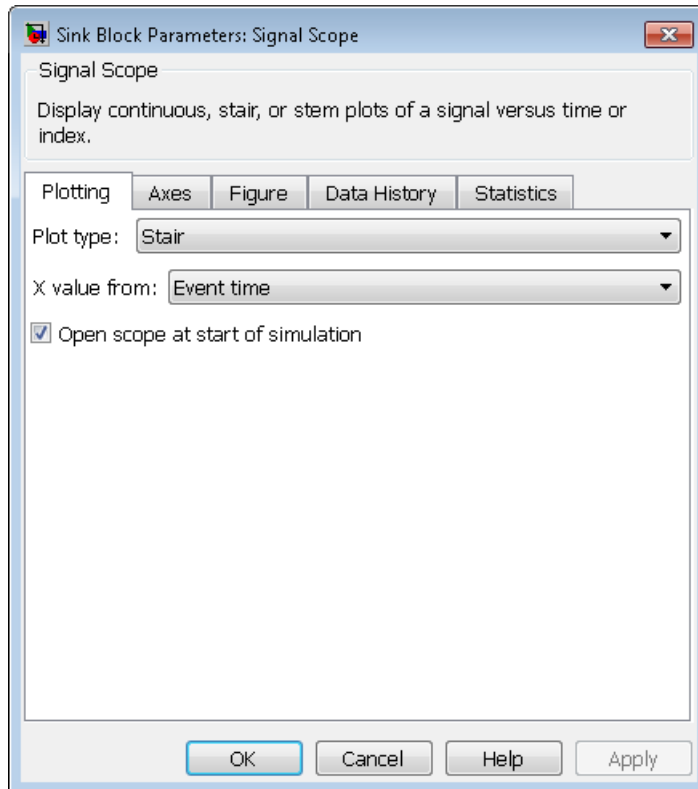 Sink Block Parameters: Signal Scope
Signal Scope
Display continuous, stair, or stem plots of a signal versus time or
index.
Plotting Axes Figure Data History Statistics
Plot type: Stair
X value from: Event time
Open scope at start of simulation
OK Cancel Help Apply